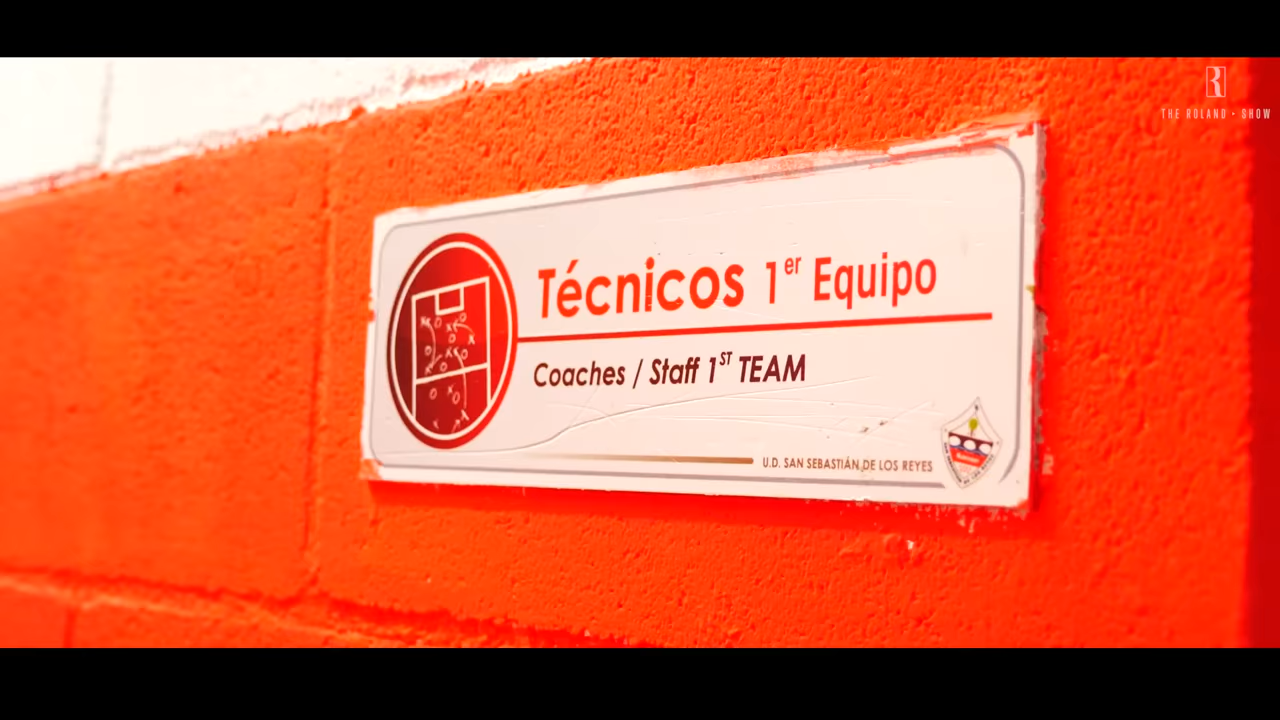 THE ROLAND • SHOW
Técnicos 1er Equipo
Coaches / Staff 1ST TEAM
U.D. SAN SEBASTIÁN DE LOS REYES